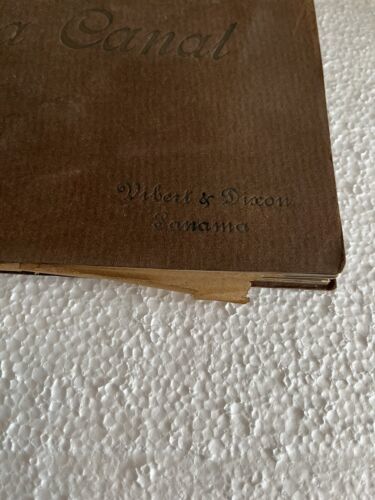 a Canal
Vibert & Dixon
Panama